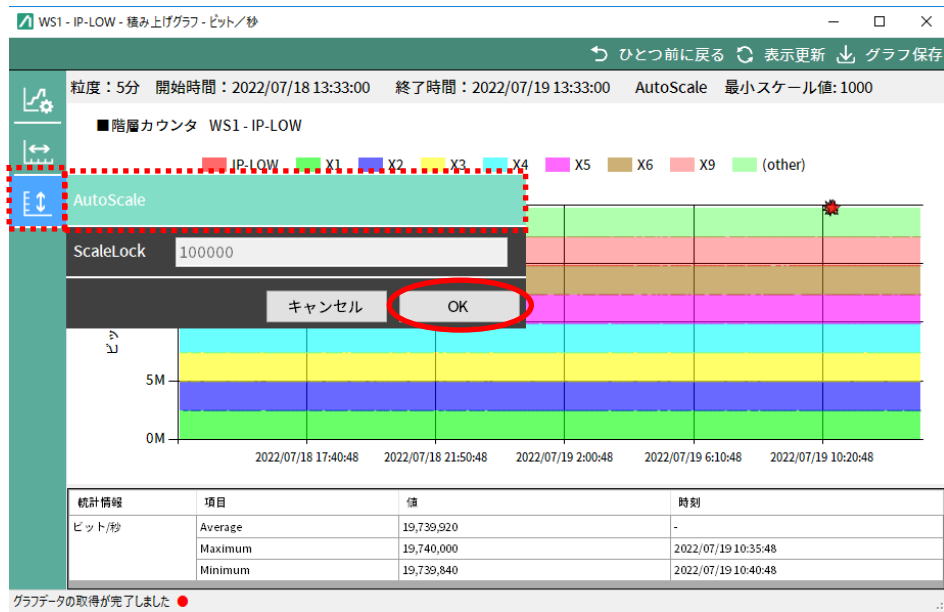 WS1 - IP-LOW - 積み上げグラフ - ビット／秒
ひとつ前に戻る 表示更新 グラフ保存
粒度：5分 開始時間：2022/07/18 13:33:00 終了時間：2022/07/19 13:33:00 AutoScale 最小スケール値: 1000
■階層カウンタ WS1 - IP-LOW
IP-LOW X1 X2 X3 X4 X5 X6 X9 (other)
AutoScale
ScaleLock 100000
キャンセル OK
ビッ
5M
0M
2022/07/18 17:40:48 2022/07/18 21:50:48 2022/07/19 2:00:48 2022/07/19 6:10:48 2022/07/19 10:20:48
統計情報 項目 値 時刻
ビット/秒 Average 19,739,920 -
Maximum 19,740,000 2022/07/19 10:35:48
Minimum 19,739,840 2022/07/19 10:40:48
グラフデータの取得が完了しました